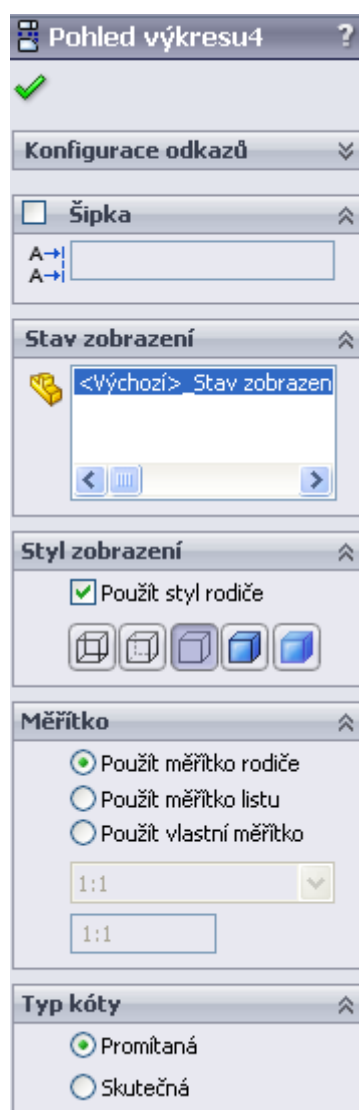 Pohled výkresu4 ?
Konfigurace odkazů
Šipka
A
A
Stav zobrazení
<Výchozí>_Stav zobrazen
Styl zobrazení
Použít styl rodiče
Měřítko
Použít měřítko rodiče
Použít měřítko listu
Použít vlastní měřítko
1:1
1:1
Typ kóty
Promítaná
Skutečná